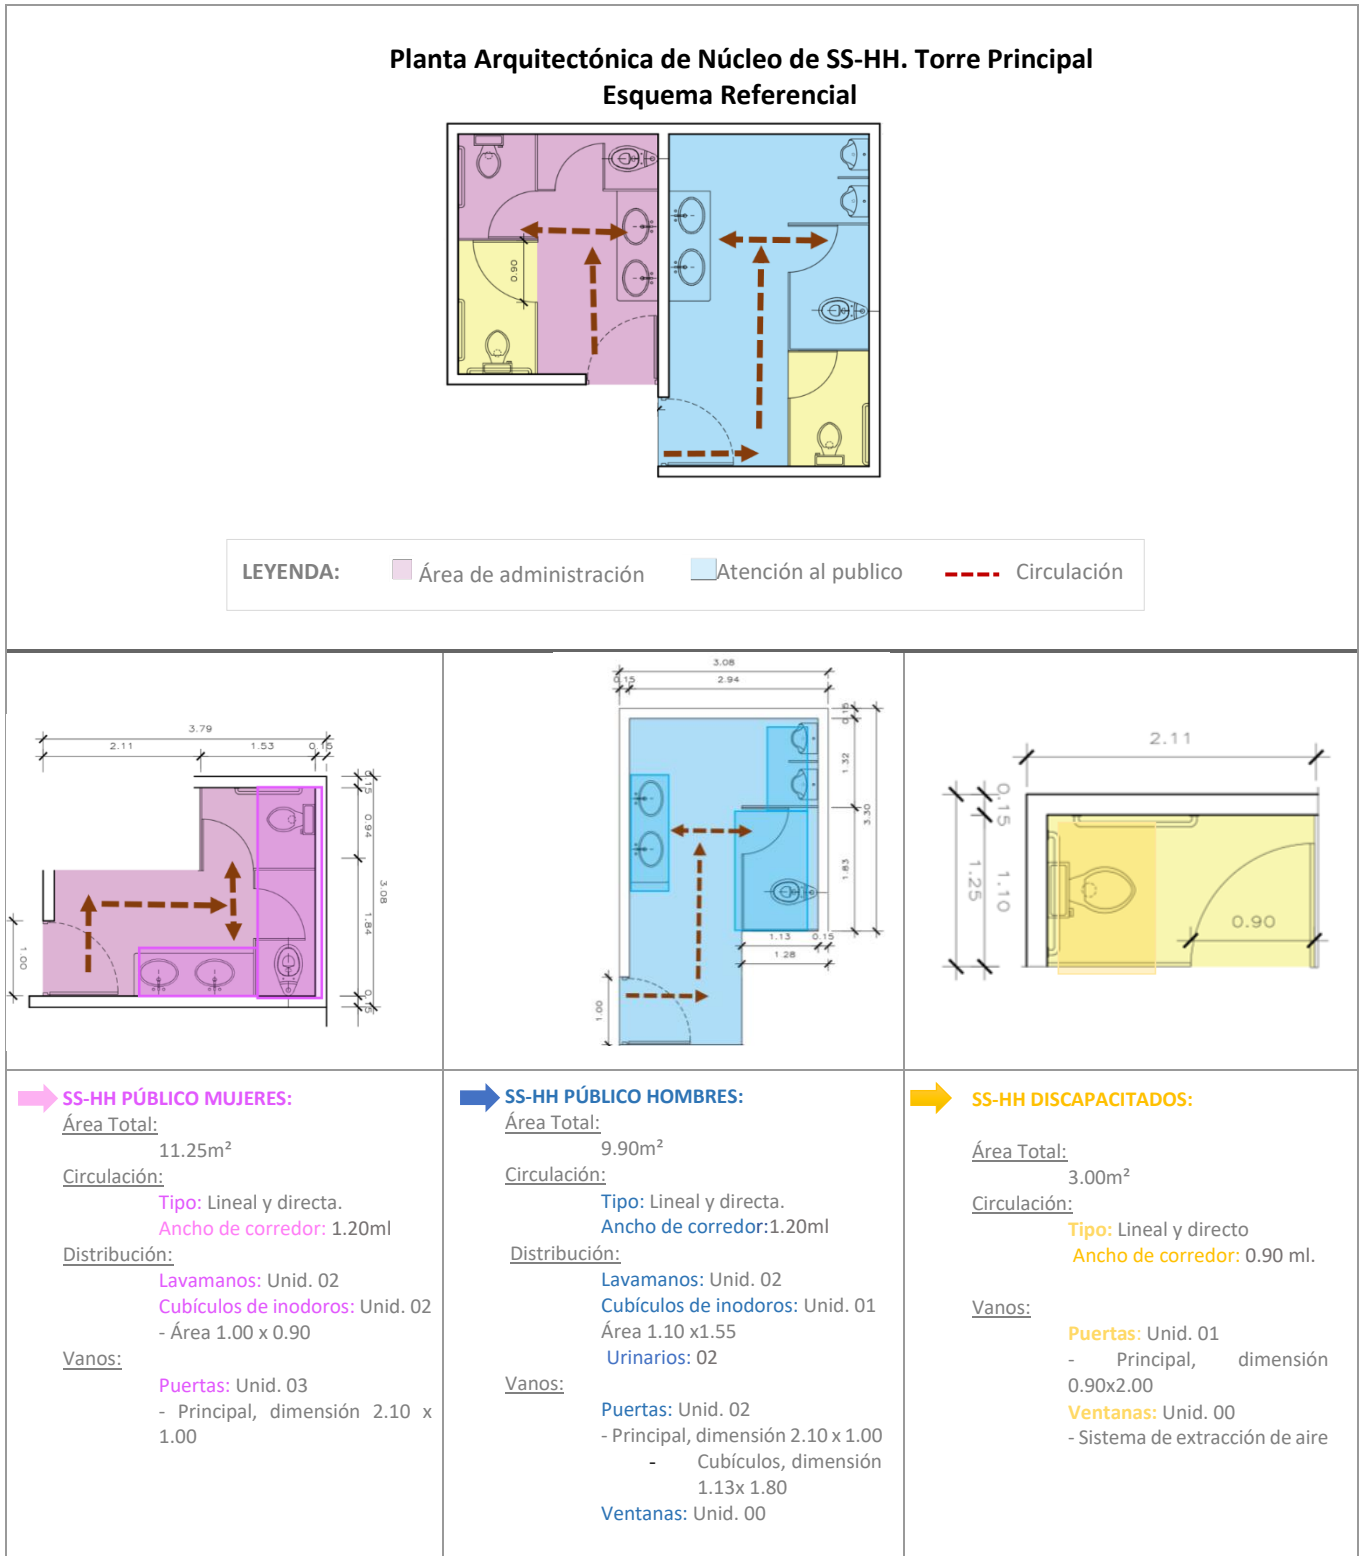 Planta Arquitectónica de Núcleo de SS-HH. Torre Principal
Esquema Referencial
0.90
LEYENDA:
Área de administración
Atención al publico
Circulación
3.79
2.11
1.53
0.15
0.15
0.94
3.08
1.84
0.15
1.00
3.08
0.15
2.94
0.15
1.32
3.30
1.83
1.13
0.15
1.28
1.00
2.11
0.15
1.10
1.25
0.90
SS-HH PÚBLICO MUJERES:
Área Total:
11.25m²
Circulación:
Tipo: Lineal y directa.
Ancho de corredor: 1.20ml
Distribución:
Lavamanos: Unid. 02
Cubículos de inodoros: Unid. 02
- Área 1.00 x 0.90
Vanos:
Puertas: Unid. 03
- Principal, dimensión 2.10 x
1.00
SS-HH PÚBLICO HOMBRES:
Área Total:
9.90m²
Circulación:
Tipo: Lineal y directa.
Ancho de corredor:1.20ml
Distribución:
Lavamanos: Unid. 02
Cubículos de inodoros: Unid. 01
Área 1.10 x1.55
Urinarios: 02
Vanos:
Puertas: Unid. 02
- Principal, dimensión 2.10 x 1.00
- Cubículos, dimensión
1.13x 1.80
Ventanas: Unid. 00
SS-HH DISCAPACITADOS:
Área Total:
3.00m²
Circulación:
Tipo: Lineal y directo
Ancho de corredor: 0.90 ml.
Vanos:
Puertas: Unid. 01
- Principal, dimensión
0.90x2.00
Ventanas: Unid. 00
- Sistema de extracción de aire